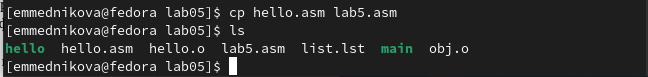 [emmednikova@fedora lab05]$ cp hello.asm lab5.asm
[emmednikova@fedora lab05]$ ls
hello  hello.asm  hello.o  lab5.asm  list.lst  main  obj.o
[emmednikova@fedora lab05]$